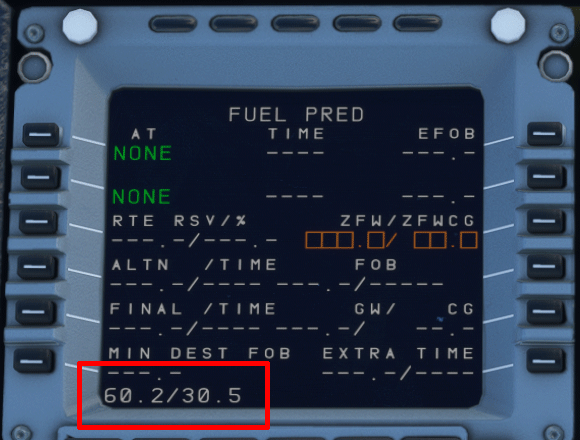 FUEL PRED
AT TIME EFOB
NONE ---- ---.-
NONE ---- ---.-
RTE RSV/% ZFW/ZFWCG
---.-/---.- □□□.□/ □□.□
ALTN /TIME FOB
---.-/---- ---.-/-----
FINAL /TIME GW/ CG
---.-/---- ---.-/ --.-
MIN DEST FOB EXTRA TIME
---.- ---.-/----
60.2/30.5